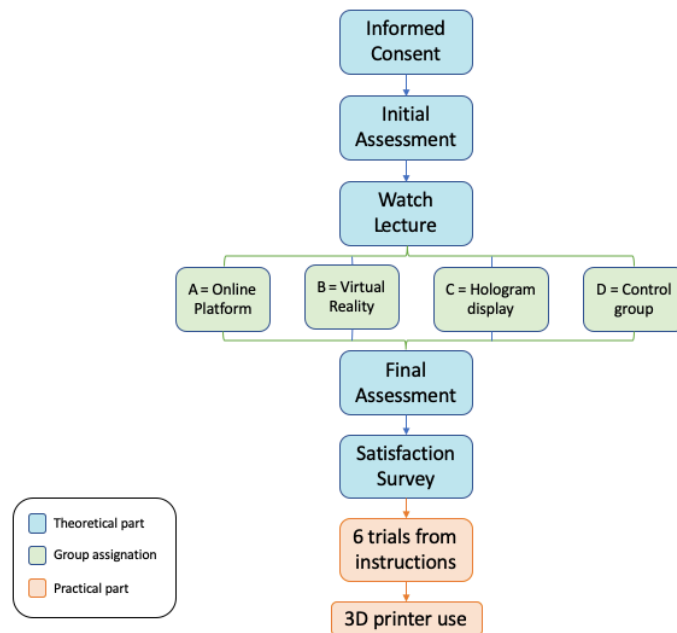 Informed
Consent
Initial
Assessment
Watch
Lecture
A = Online
Platform
B = Virtual
Reality
C = Hologram
display
D = Control
group
Final
Assessment
Satisfaction
Survey
6 trials from
instructions
3D printer use
Theoretical part
Group assignation
Practical part